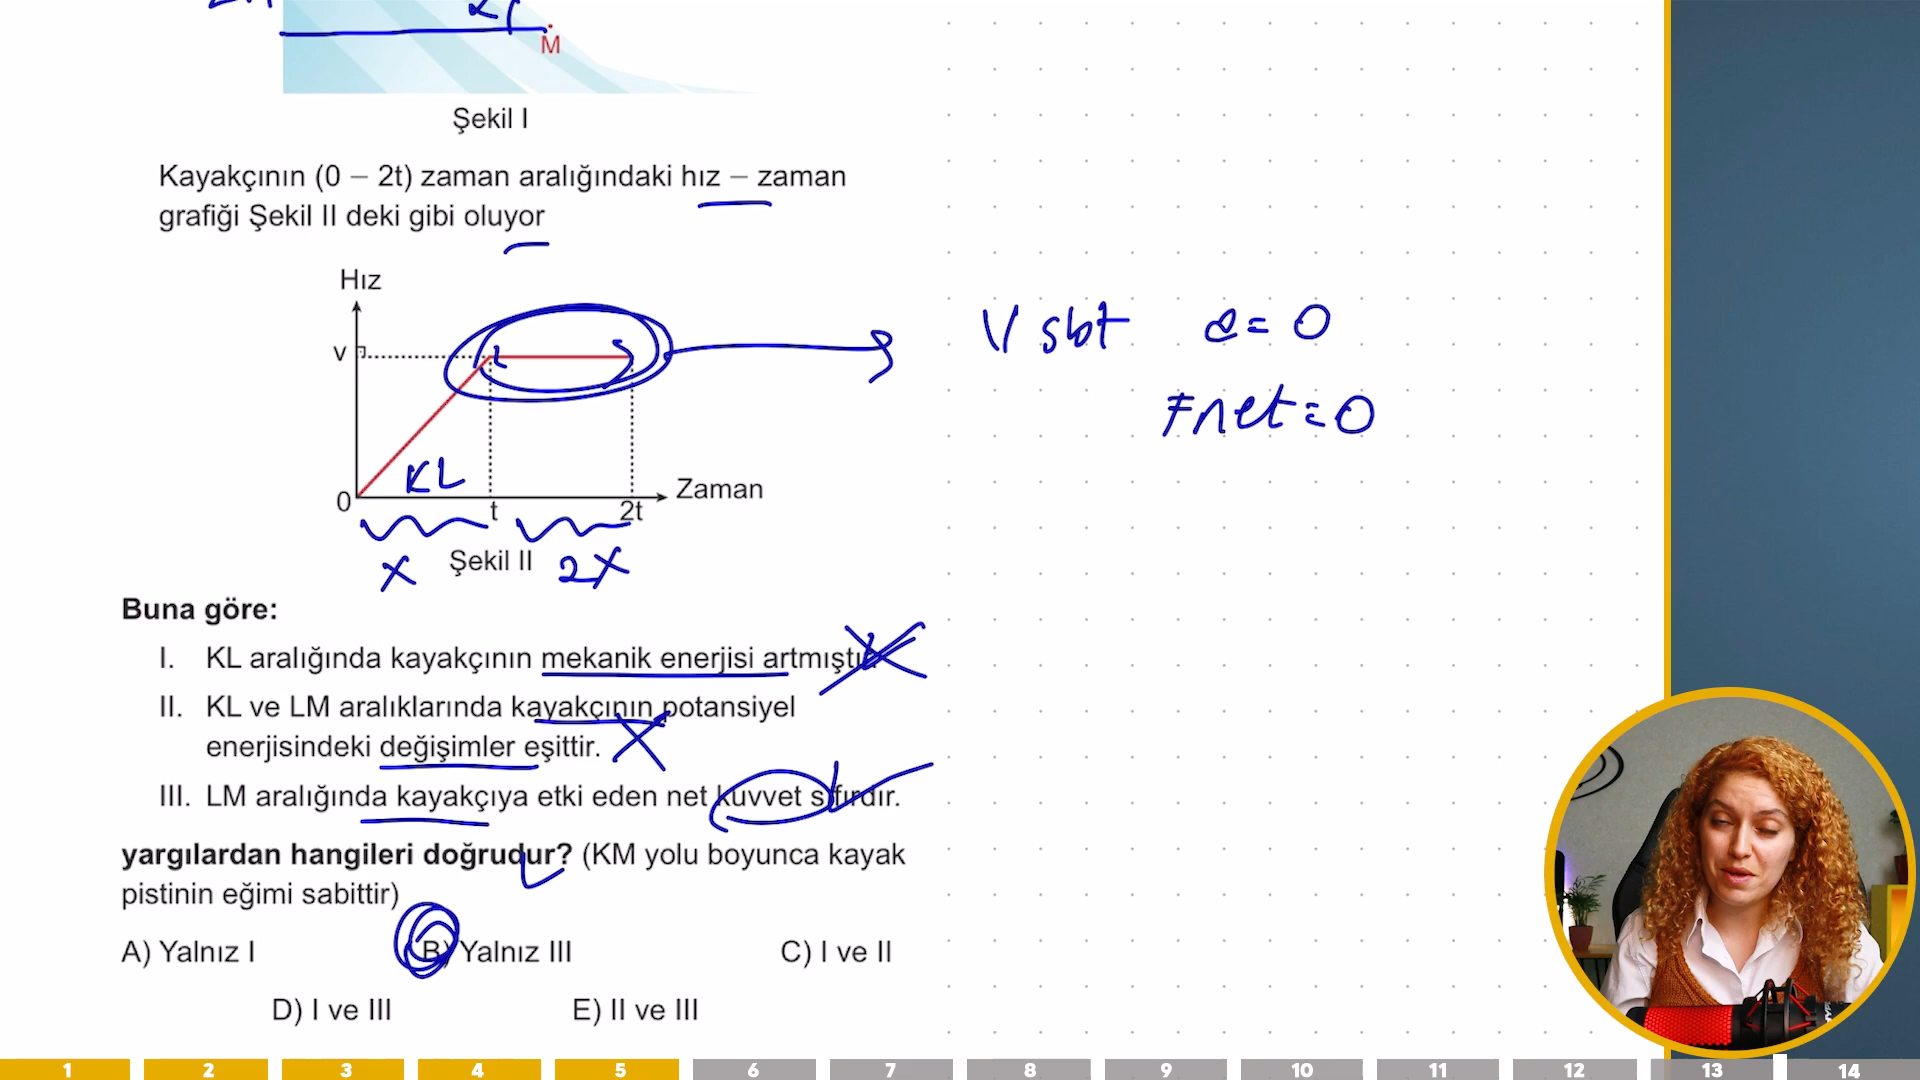 M
Şekil I
Kayakçının (0 – 2t) zaman aralığındaki hız – zaman
grafiği Şekil II deki gibi oluyor
Hız
V sbt a = 0
v
L
Fnet = 0
KL
0
Zaman
t
2t
Şekil II
x
2x
Buna göre:
I. KL aralığında kayakçının mekanik enerjisi artmıştır.
II. KL ve LM aralıklarında kayakçının potansiyel
enerjisindeki değişimler eşittir.
III. LM aralığında kayakçıya etki eden net kuvvet sıfırdır.
yargılardan hangileri doğrudur? (KM yolu boyunca kayak
pistinin eğimi sabittir)
A) Yalnız I B) Yalnız III C) I ve II
D) I ve III E) II ve III
1 2 3 4 5 6 7 8 9 10 11 12 13 14